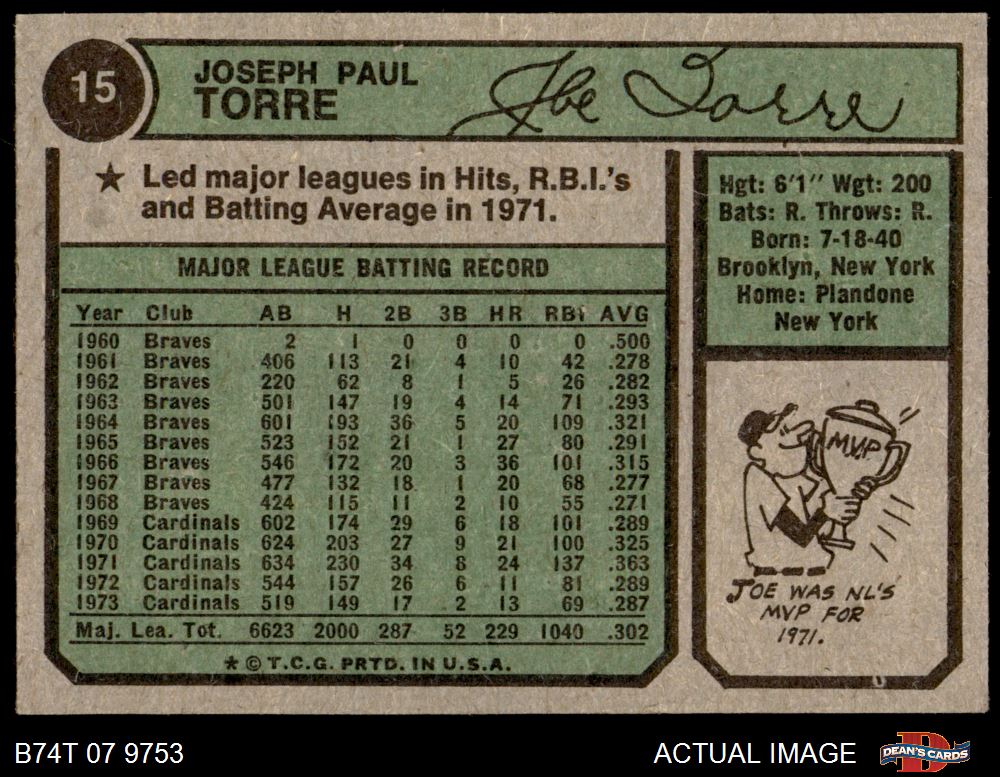 15
JOSEPH PAUL
TORRE
Joe Torre
★ Led major leagues in Hits, R.B.I.'s
and Batting Average in 1971.
MAJOR LEAGUE BATTING RECORD
Year Club AB H 2B 3B HR RBI AVG
1960 Braves 2 1 0 0 0 0 .500
1961 Braves 406 113 21 4 10 42 .278
1962 Braves 220 62 8 1 5 26 .282
1963 Braves 501 147 19 4 14 71 .293
1964 Braves 601 193 36 5 20 109 .321
1965 Braves 523 152 21 1 27 80 .291
1966 Braves 546 172 20 3 36 101 .315
1967 Braves 477 132 18 1 20 68 .277
1968 Braves 424 115 11 2 10 55 .271
1969 Cardinals 602 174 29 6 18 101 .289
1970 Cardinals 624 203 27 9 21 100 .325
1971 Cardinals 634 230 34 8 24 137 .363
1972 Cardinals 544 157 26 6 11 81 .289
1973 Cardinals 519 149 17 2 13 69 .287
Maj. Lea. Tot. 6623 2000 287 52 229 1040 .302
★ © T.C.G. PRTD. IN U.S.A.
Hgt: 6'1" Wgt: 200
Bats: R. Throws: R.
Born: 7-18-40
Brooklyn, New York
Home: Plandone
New York
MVP
JOE WAS NL'S
MVP FOR
1971.
B74T 07 9753
ACTUAL IMAGE
DEAN'S CARDS